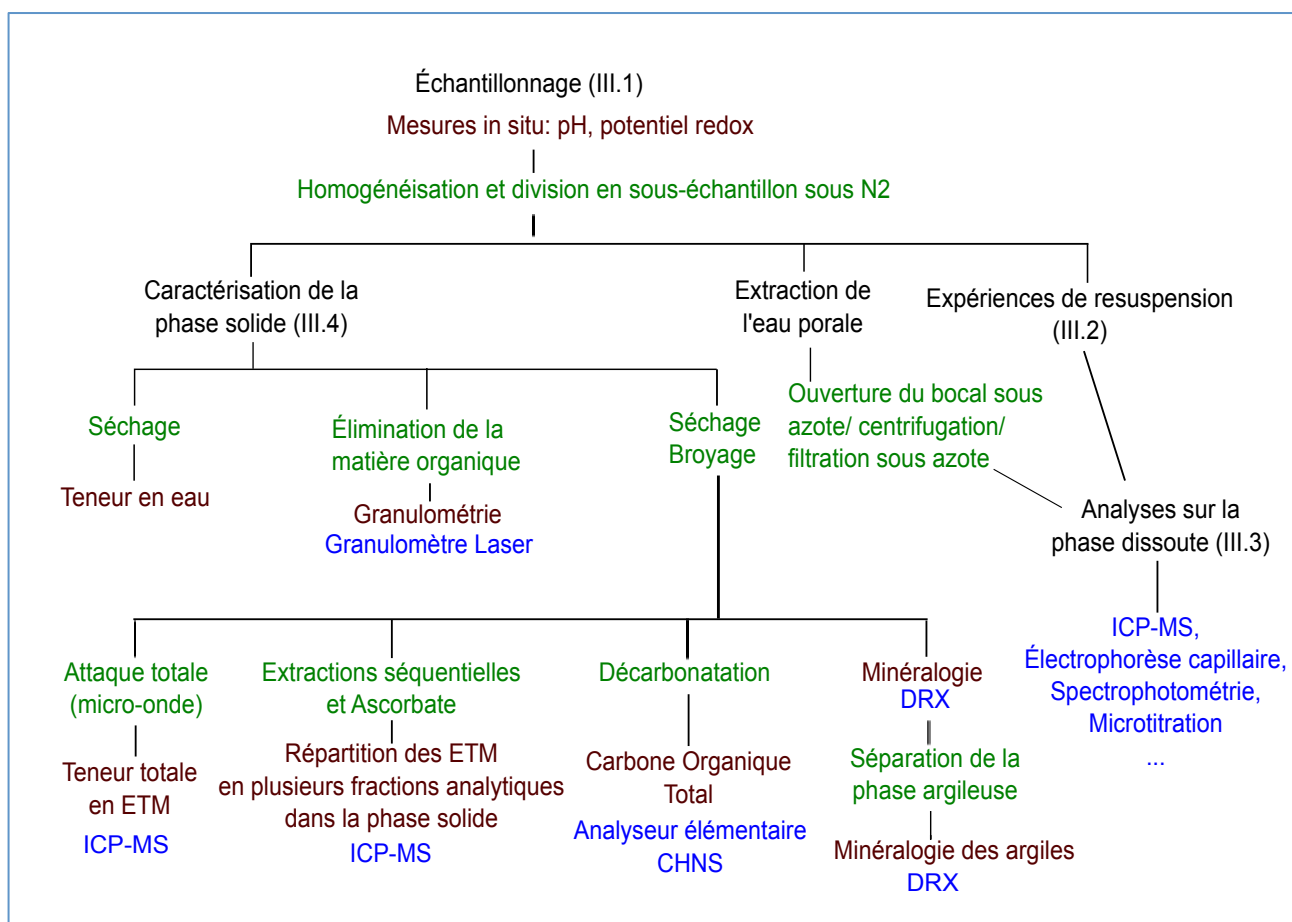 Échantillonnage (III.1)
Mesures in situ: pH, potentiel redox
Homogénéisation et division en sous-échantillon sous N2
Caractérisation de la
phase solide (III.4)
Extraction de
l'eau porale
Expériences de resuspension
(III.2)
Séchage
Teneur en eau
Élimination de la
matière organique
Granulométrie
Granulomètre Laser
Séchage
Broyage
Ouverture du bocal sous
azote/ centrifugation/
filtration sous azote
Analyses sur la
phase dissoute (III.3)
ICP-MS,
Électrophorèse capillaire,
Spectrophotométrie,
Microtitration
...
Attaque totale
(micro-onde)
Teneur totale
en ETM
ICP-MS
Extractions séquentielles
et Ascorbate
Répartition des ETM
en plusieurs fractions analytiques
dans la phase solide
ICP-MS
Décarbonatation
Carbone Organique
Total
Analyseur élémentaire
CHNS
Minéralogie
DRX
Séparation de la
phase argileuse
Minéralogie des argiles
DRX